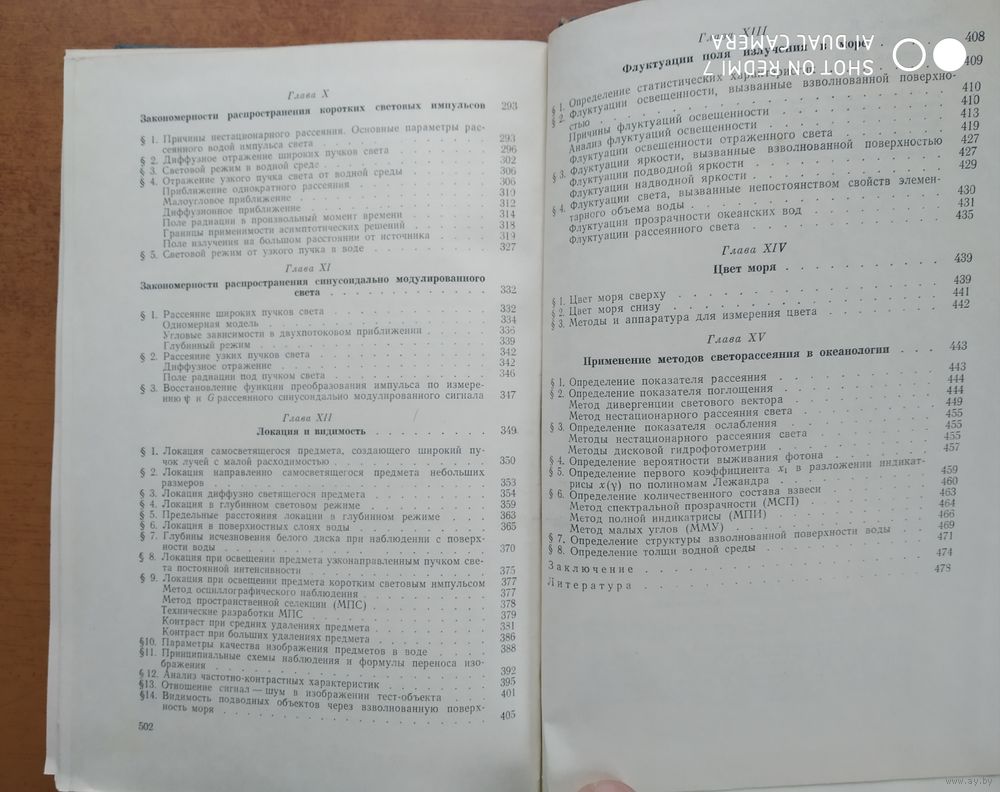 Глава X
Закономерности распространения коротких световых импульсов 293
§ 1. Причины нестационарного рассеяния. Основные параметры рас-
сеянного водой импульса света . . . 293
§ 2. Диффузное отражение широких пучков света . . . 296
§ 3. Световой режим в водной среде . . . 302
§ 4. Отражение узкого пучка света от водной среды . . . 306
Приближение однократного рассеяния . . . 306
Малоугловое приближение . . . 310
Диффузионное приближение . . . 312
Поле радиации в произвольный момент времени . . . 314
Границы применимости асимптотических решений . . . 318
Поле излучения на большом расстоянии от источника . . . 319
§ 5. Световой режим от узкого пучка в воде . . . 327
Глава XI
Закономерности распространения синусоидально модулированного
света . . . 332
§ 1. Рассеяние широких пучков света . . . 332
Одномерная модель . . . 334
Угловые зависимости в двухпотоковом приближении . . . 336
Глубинный режим . . . 339
§ 2. Рассеяние узких пучков света . . . 342
Диффузное отражение . . . 342
Поле радиации под пучком света . . . 346
§ 3. Восстановление функции преобразования импульса по измере-
нию ψ и G рассеянного синусоидально модулированного сигнала 347
Глава XII
Локация и видимость . . . 349
§ 1. Локация самосветящегося предмета, создающего широкий пу-
чок лучей с малой расходимостью . . . 350
§ 2. Локация направленно самосветящегося предмета небольших
размеров . . . 353
§ 3. Локация диффузно светящегося предмета . . . 354
§ 4. Локация в глубинном световом режиме . . . 359
§ 5. Предельные расстояния локации в глубинном режиме . . . 363
§ 6. Локация в поверхностных слоях воды . . . 365
§ 7. Глубины исчезновения белого диска при наблюдении с поверх-
ности воды . . . 370
§ 8. Локация при освещении предмета узконаправленным пучком све-
та постоянной интенсивности . . . 375
§ 9. Локация при освещении предмета коротким световым импульсом 377
Метод осциллографического наблюдения . . . 377
Метод пространственной селекции (МПС) . . . 378
Технические разработки МПС . . . 379
Контраст при средних удалениях предмета . . . 381
Контраст при больших удалениях предмета . . . 386
§10. Параметры качества изображения предметов в воде . . . 388
§11. Принципиальные схемы наблюдения и формулы переноса изо-
бражения . . . 392
§12. Анализ частотно-контрастных характеристик . . . 395
§13. Отношение сигнал — шум в изображении тест-объекта . . . 401
§14. Видимость подводных объектов через взволнованную поверх-
ность моря . . . 405
502
Глава XIII
Флуктуации поля излучения в море . . . 408
§ 1. Определение статистических характеристик . . . 409
§ 2. Флуктуации освещенности, вызванные взволнованной поверхно-
стью . . . 410
Причины флуктуаций освещенности . . . 410
Анализ флуктуаций освещенности . . . 413
Флуктуации освещенности отраженного света . . . 419
§ 3. Флуктуации яркости, вызванные взволнованной поверхностью 427
Флуктуации подводной яркости . . . 427
Флуктуации надводной яркости . . . 429
§ 4. Флуктуации света, вызванные непостоянством свойств элемен-
тарного объема воды . . . 430
Флуктуации прозрачности океанских вод . . . 431
Флуктуации рассеянного света . . . 435
Глава XIV
Цвет моря . . . 439
§ 1. Цвет моря сверху . . . 439
§ 2. Цвет моря снизу . . . 441
§ 3. Методы и аппаратура для измерения цвета . . . 442
Глава XV
Применение методов светорассеяния в океанологии . . . 443
§ 1. Определение показателя рассеяния . . . 443
§ 2. Определение показателя поглощения . . . 444
Метод дивергенции светового вектора . . . 444
Метод нестационарного рассеяния света . . . 449
§ 3. Определение показателя ослабления . . . 455
Методы нестационарного рассеяния света . . . 455
Методы дисковой гидрофотометрии . . . 455
§ 4. Определение вероятности выживания фотона . . . 457
§ 5. Определение первого коэффициента x₁ в разложении индикат-
рисы x(γ) по полиномам Лежандра . . . 459
§ 6. Определение количественного состава взвеси . . . 460
Метод спектральной прозрачности (МСП) . . . 463
Метод полной индикатрисы (МПИ) . . . 464
Метод малых углов (ММУ) . . . 466
§ 7. Определение структуры взволнованной поверхности воды . . . 469
§ 8. Определение толщи водной среды . . . 471
Заключение . . . 474
Литература . . . 478
SHOT ON REDMI 7
AI DUAL CAMERA
www.ay.by